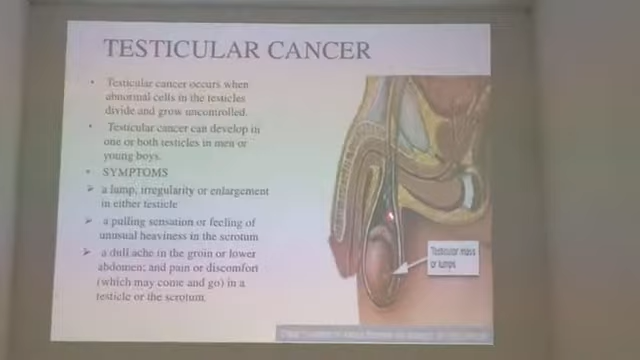 TESTICULAR CANCER
• Testicular cancer occurs when
abnormal cells in the testicles
divide and grow uncontrolled.
• Testicular cancer can develop in
one or both testicles in men or
young boys.
• SYMPTOMS
➢ a lump, irregularity or enlargement
in either testicle
➢ a pulling sensation or feeling of
unusual heaviness in the scrotum
➢ a dull ache in the groin or lower
abdomen; and pain or discomfort
(which may come and go) in a
testicle or the scrotum
Testicular mass
or lumps